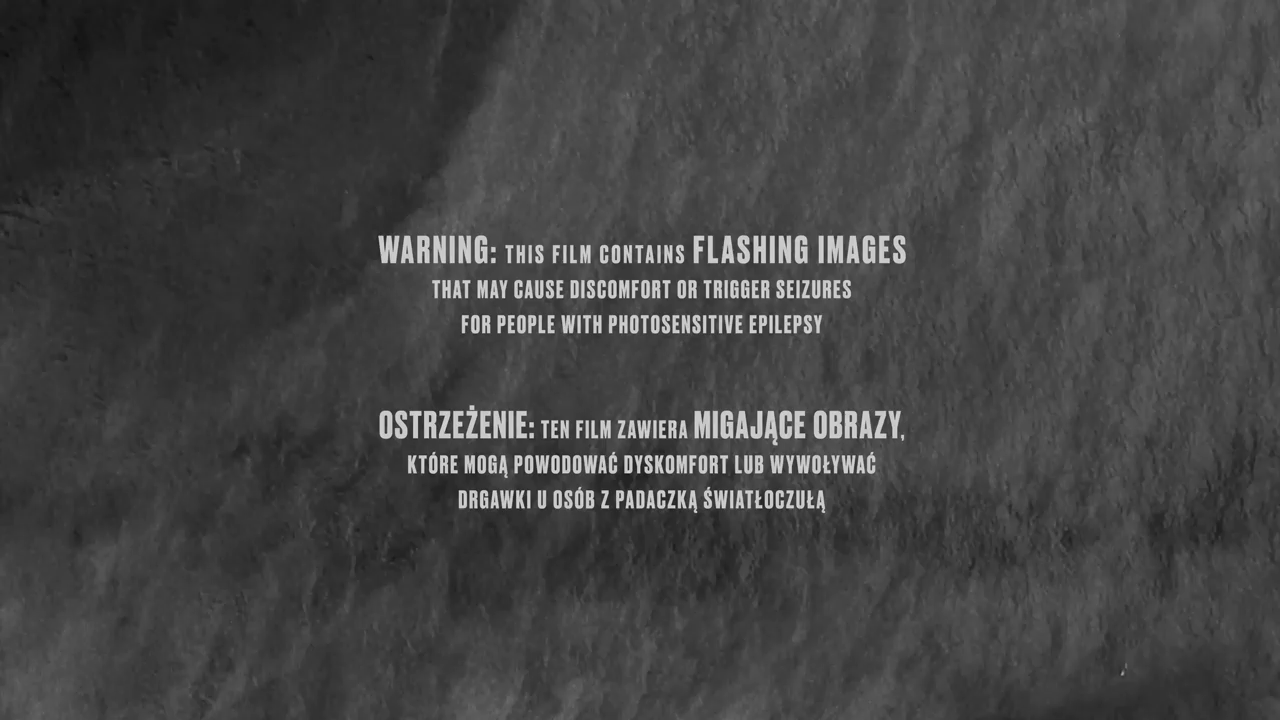 WARNING: THIS FILM CONTAINS FLASHING IMAGES
THAT MAY CAUSE DISCOMFORT OR TRIGGER SEIZURES
FOR PEOPLE WITH PHOTOSENSITIVE EPILEPSY
OSTRZEŻENIE: TEN FILM ZAWIERA MIGAJĄCE OBRAZY,
KTÓRE MOGĄ POWODOWAĆ DYSKOMFORT LUB WYWOŁYWAĆ
DRGAWKI U OSÓB Z PADACZKĄ ŚWIATŁOCZUŁĄ